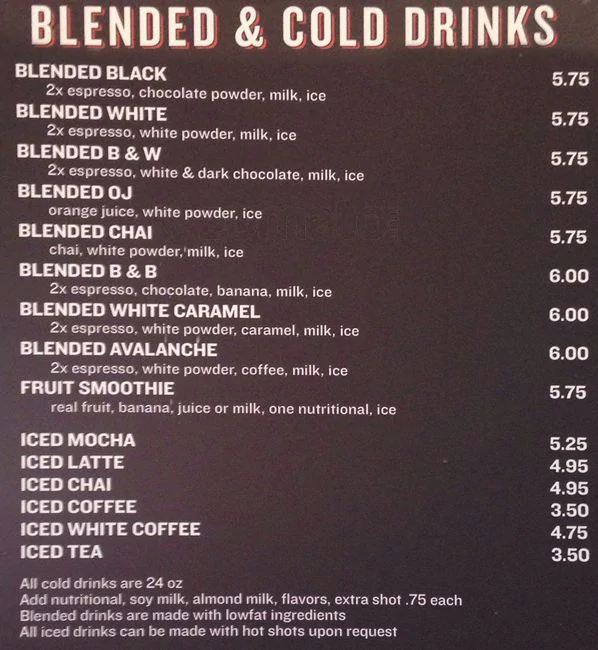 BLENDED & COLD DRINKS
BLENDED BLACK 5.75
2x espresso, chocolate powder, milk, ice
BLENDED WHITE 5.75
2x espresso, white powder, milk, ice
BLENDED B & W 5.75
2x espresso, white & dark chocolate, milk, ice
BLENDED OJ 5.75
orange juice, white powder, ice
BLENDED CHAI 5.75
chai, white powder, milk, ice
BLENDED B & B 6.00
2x espresso, chocolate, banana, milk, ice
BLENDED WHITE CARAMEL 6.00
2x espresso, white powder, caramel, milk, ice
BLENDED AVALANCHE 6.00
2x espresso, white powder, coffee, milk, ice
FRUIT SMOOTHIE 5.75
real fruit, banana, juice or milk, one nutritional, ice
ICED MOCHA 5.25
ICED LATTE 4.95
ICED CHAI 4.95
ICED COFFEE 3.50
ICED WHITE COFFEE 4.75
ICED TEA 3.50
All cold drinks are 24 oz
Add nutritional, soy milk, almond milk, flavors, extra shot .75 each
Blended drinks are made with lowfat ingredients
All iced drinks can be made with hot shots upon request